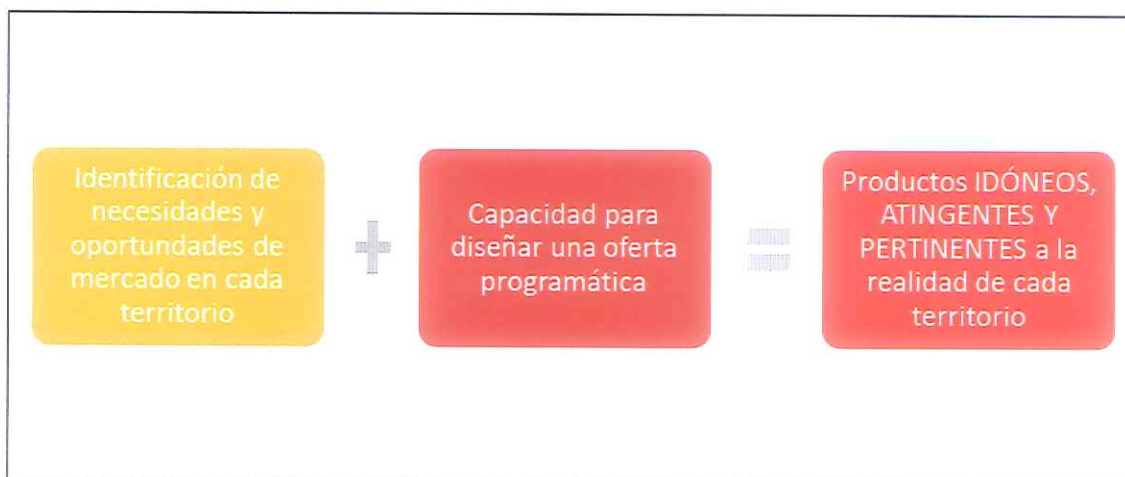 Identificación de
necesidades y
oportundades de
mercado en cada
territorio
+
Capacidad para
diseñar una oferta
programática
=
Productos IDÓNEOS,
ATINGENTES Y
PERTINENTES a la
realidad de cada
territorio